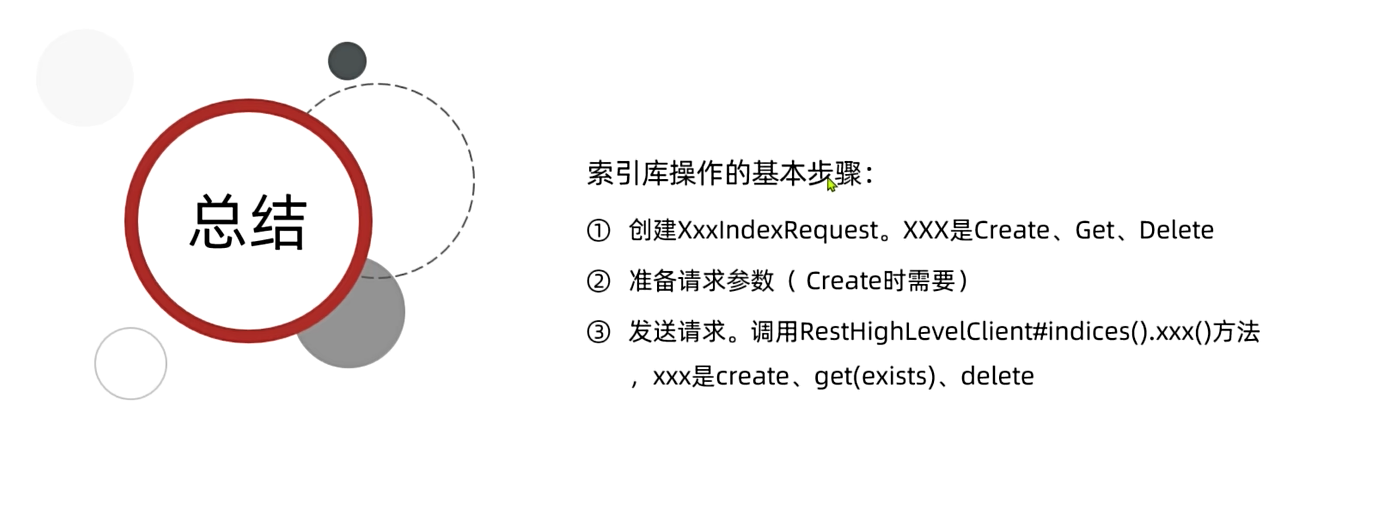 总结
索引库操作的基本步骤：
① 创建XxxIndexRequest。XXX是Create、Get、Delete
② 准备请求参数（ Create时需要）
③ 发送请求。调用RestHighLevelClient#indices().xxx()方法
，xxx是create、get(exists)、delete